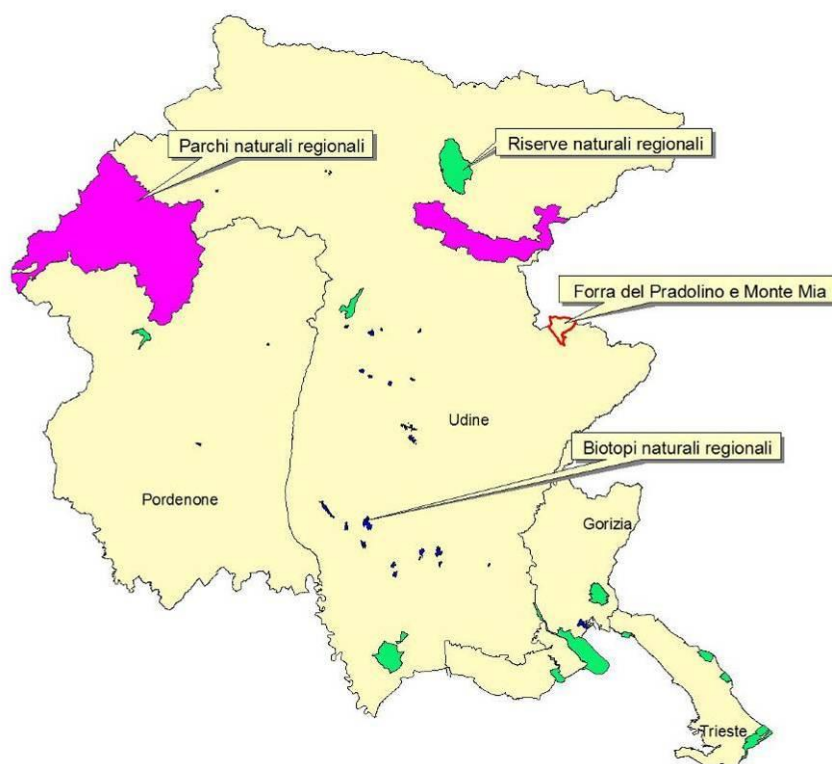 Parchi naturali regionali
Riserve naturali regionali
Forra del Pradolino e Monte Mia
Udine
Biotopi naturali regionali
Pordenone
Gorizia
Trieste